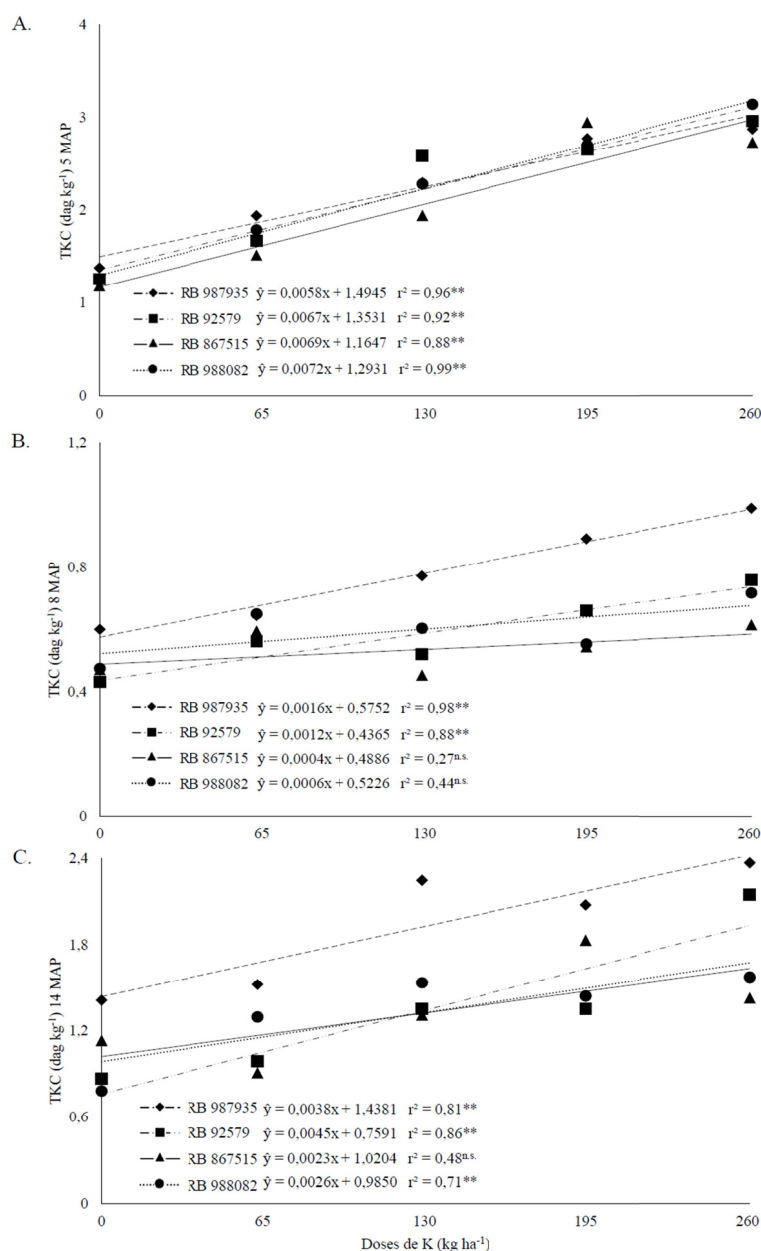 A.
4
3
2
1
0
TKC (dag kg⁻¹) 5 MAP
RB 987935 ŷ = 0,0058x + 1,4945 r² = 0,96**
RB 92579 ŷ = 0,0067x + 1,3531 r² = 0,92**
RB 867515 ŷ = 0,0069x + 1,1647 r² = 0,88**
RB 988082 ŷ = 0,0072x + 1,2931 r² = 0,99**
0 65 130 195 260
B.
1,2
0,8
0,4
0
TKC (dag kg⁻¹) 8 MAP
RB 987935 ŷ = 0,0016x + 0,5752 r² = 0,98**
RB 92579 ŷ = 0,0012x + 0,4365 r² = 0,88**
RB 867515 ŷ = 0,0004x + 0,4886 r² = 0,27ⁿ·ˢ·
RB 988082 ŷ = 0,0006x + 0,5226 r² = 0,44ⁿ·ˢ·
0 65 130 195 260
C.
2,4
1,8
1,2
0,6
0
TKC (dag kg⁻¹) 14 MAP
RB 987935 ŷ = 0,0038x + 1,4381 r² = 0,81**
RB 92579 ŷ = 0,0045x + 0,7591 r² = 0,86**
RB 867515 ŷ = 0,0023x + 1,0204 r² = 0,48ⁿ·ˢ·
RB 988082 ŷ = 0,0026x + 0,9850 r² = 0,71**
0 65 130 195 260
Doses de K (kg ha⁻¹)